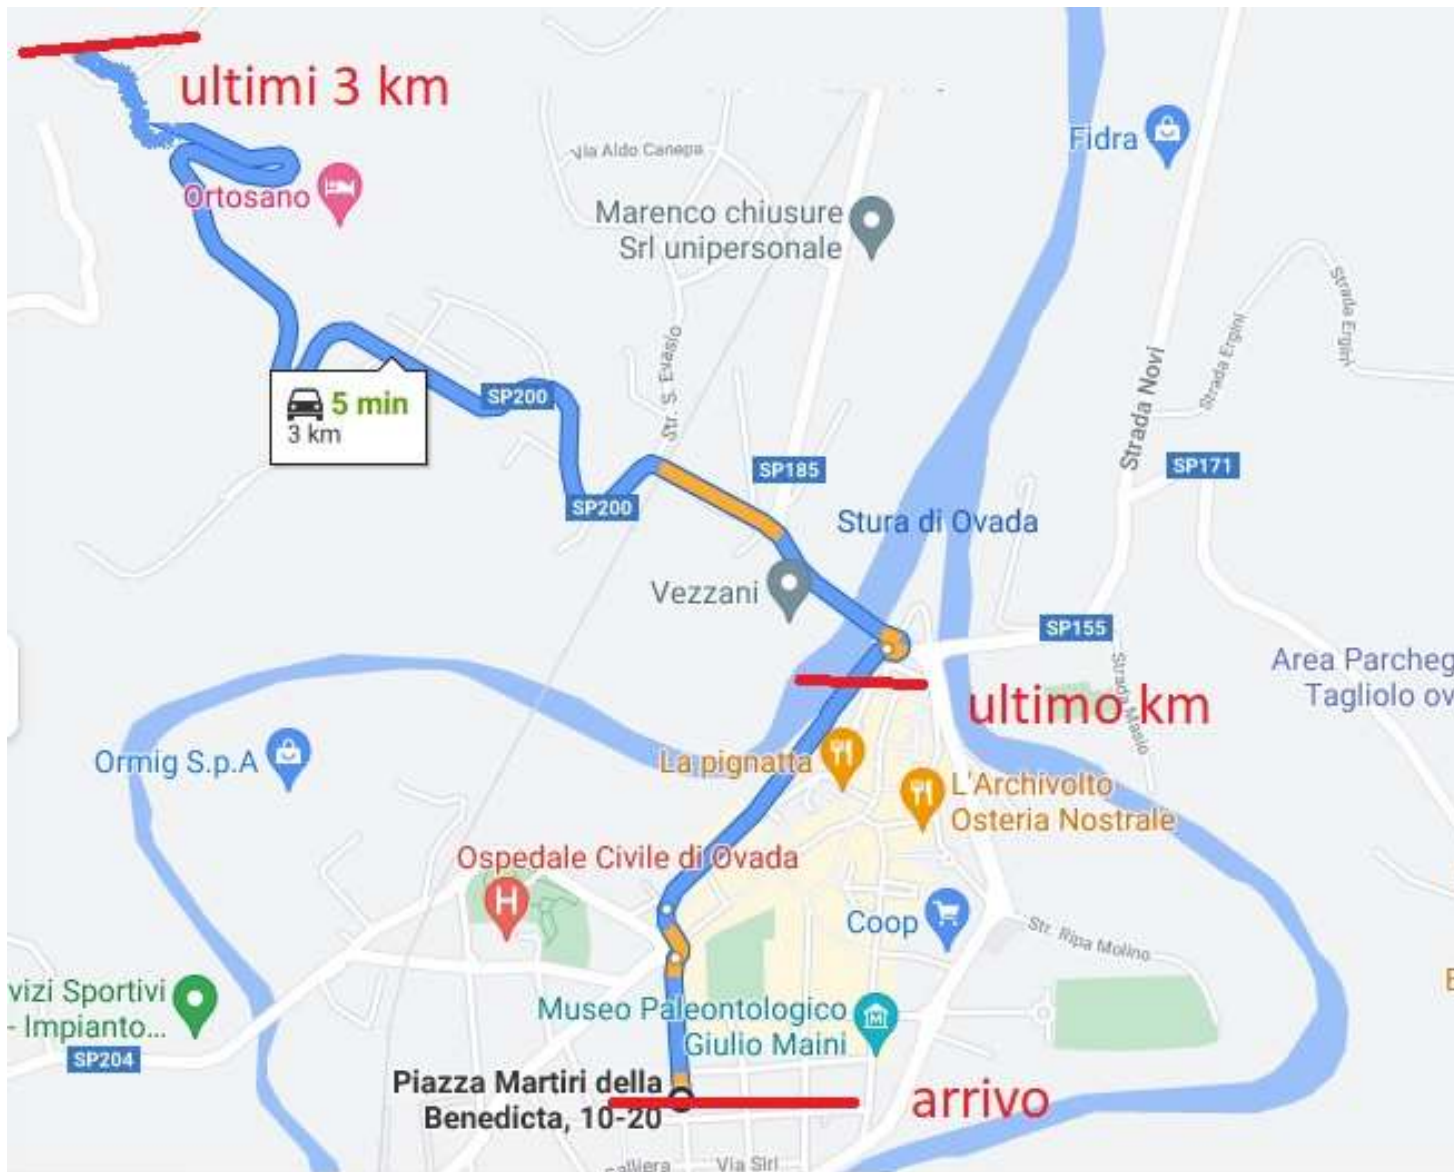 ultimi 3 km
Fidra
Via Aldo Canepa
Ortosano
Marenco chiusure
Srl unipersonale
Strada Ergini
Strada Ergini
Str. S. Evasio
Strada Novi
5 min
3 km
SP200
SP185
SP171
SP200
Stura di Ovada
Vezzani
SP155
Strada Masio
Area Parcheg
Tagliolo ov
ultimo km
Ormig S.p.A
La pignatta
L'Archivolto
Osteria Nostrale
Ospedale Civile di Ovada
H
Coop
Str. Ripa Molino
vizi Sportivi
- Impianto...
SP204
Museo Paleontologico
Giulio Maini
M
Piazza Martiri della
Benedicta, 10-20
arrivo
Via Siri